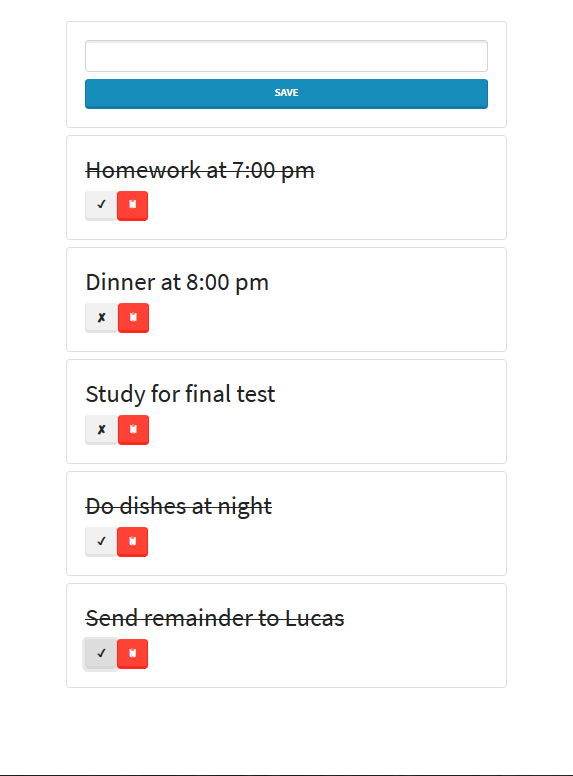 SAVE
Homework at 7:00 pm
✓
Dinner at 8:00 pm
✗
Study for final test
✗
Do dishes at night
✓
Send remainder to Lucas
✓